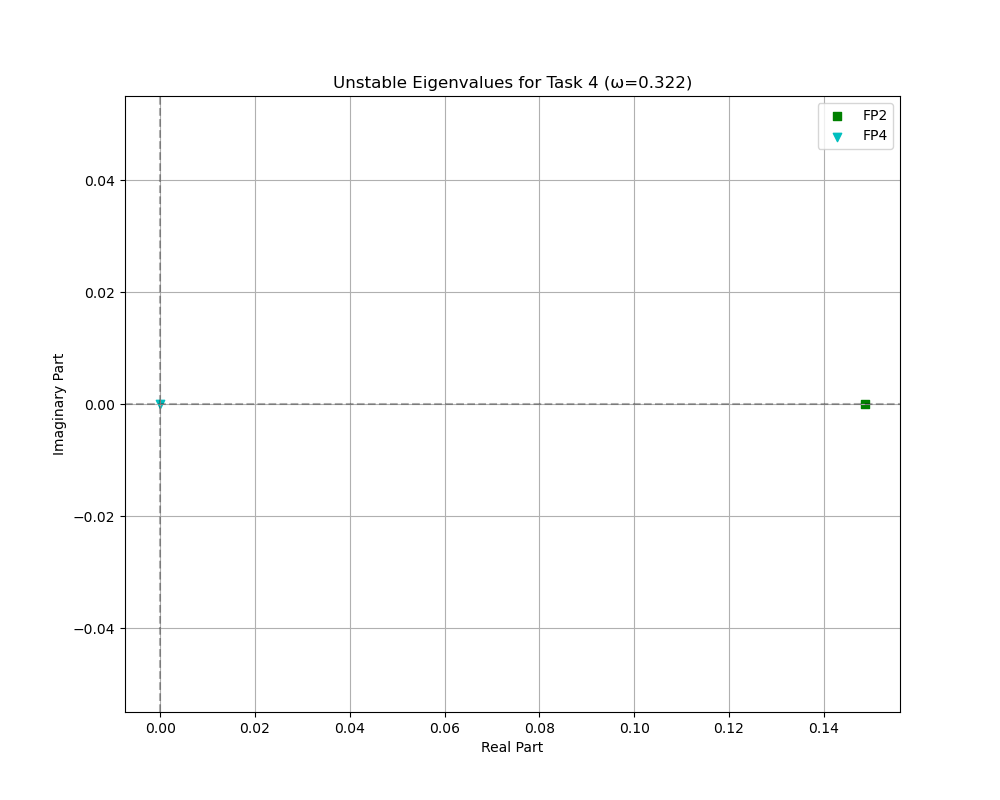 Unstable Eigenvalues for Task 4 (ω=0.322)
FP2
FP4
0.04
0.02
0.00
−0.02
−0.04
Imaginary Part
0.00 0.02 0.04 0.06 0.08 0.10 0.12 0.14
Real Part